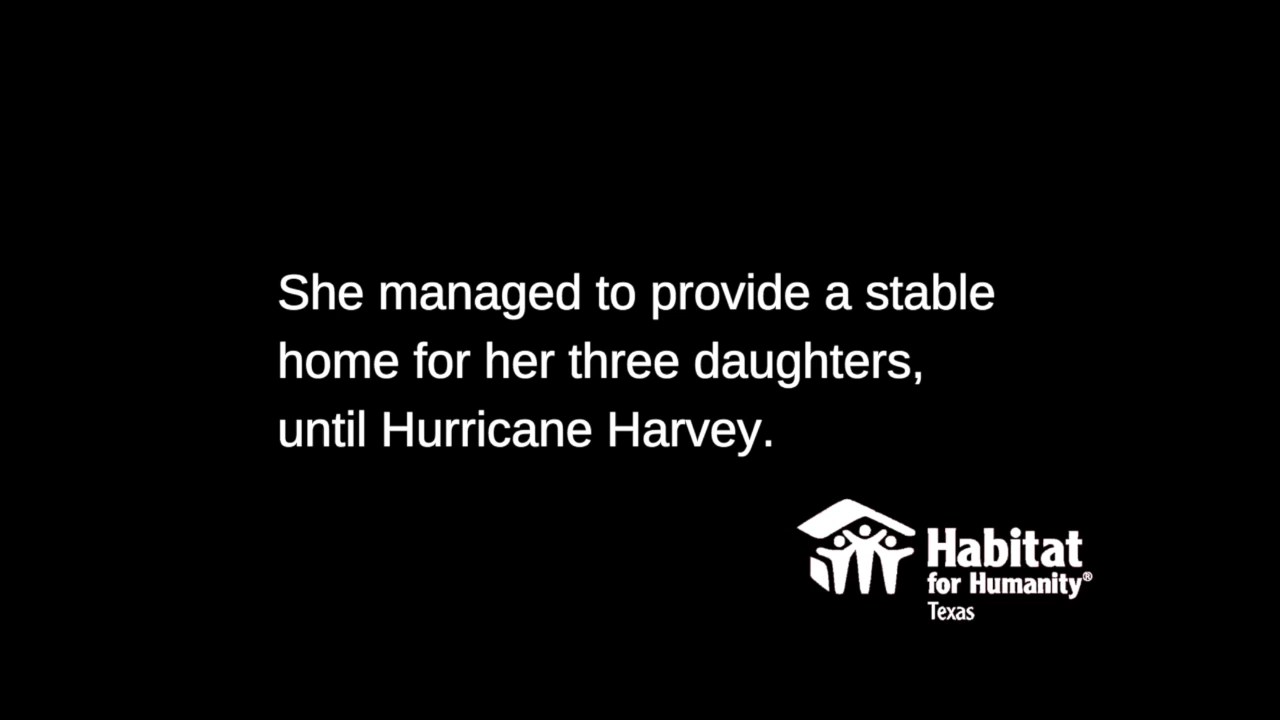 She managed to provide a stable
home for her three daughters,
until Hurricane Harvey.
Habitat
for Humanity®
Texas